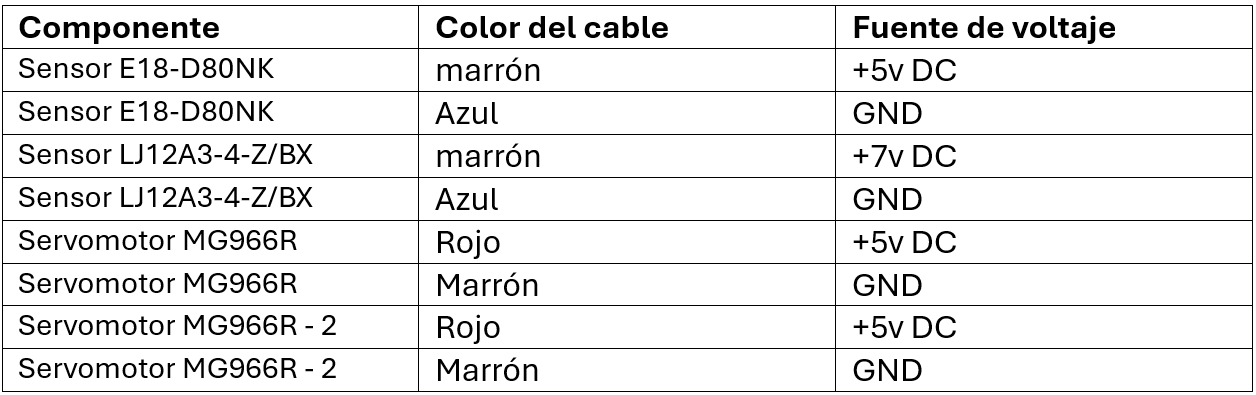 Componente Color del cable Fuente de voltaje
Sensor E18-D80NK marrón +5v DC
Sensor E18-D80NK Azul GND
Sensor LJ12A3-4-Z/BX marrón +7v DC
Sensor LJ12A3-4-Z/BX Azul GND
Servomotor MG966R Rojo +5v DC
Servomotor MG966R Marrón GND
Servomotor MG966R - 2 Rojo +5v DC
Servomotor MG966R - 2 Marrón GND